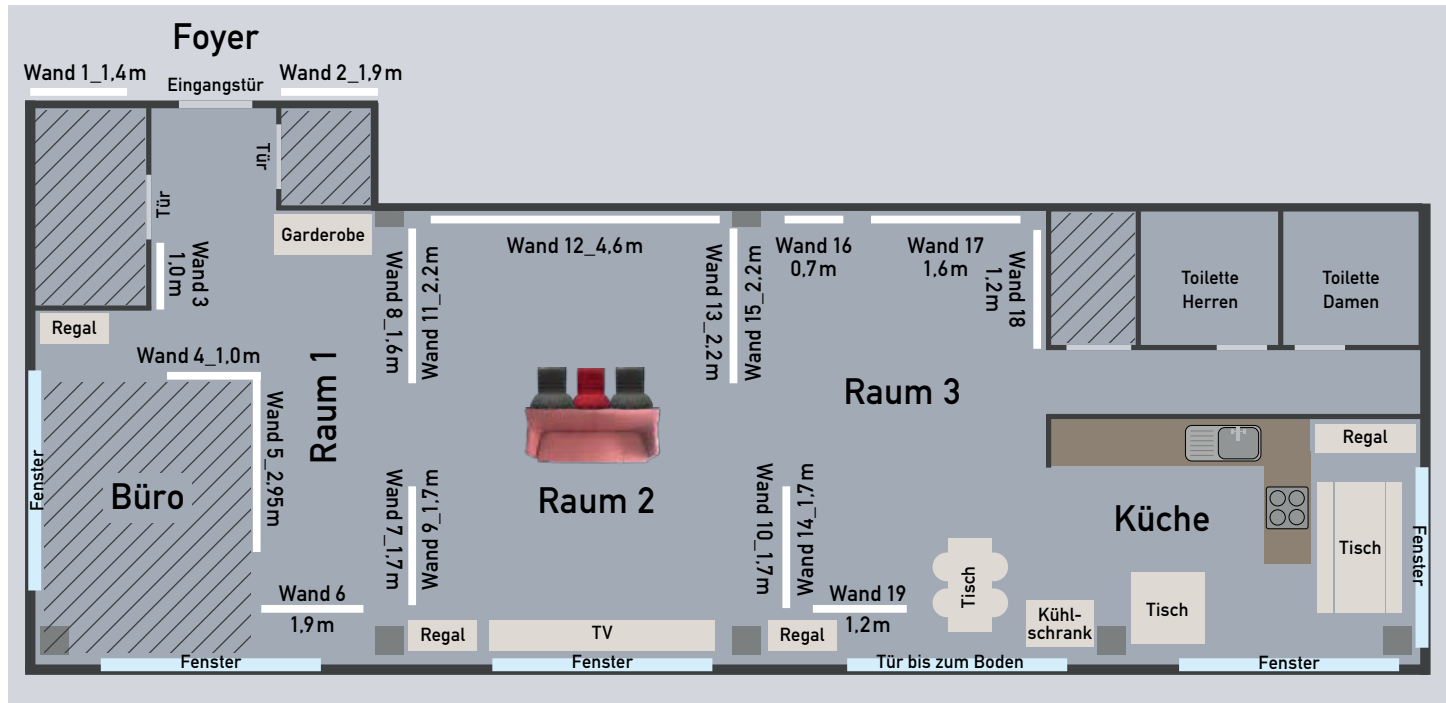 Foyer
Wand 1_1,4m
Eingangstür
Wand 2_1,9m
Tür
Tür
Wand 3
1,0m
Garderobe
Regal
Wand 4_1,0m
Wand 5_2,95m
Raum 1
Büro
Fenster
Wand 6
1,9m
Fenster
Wand 8_1,6m
Wand 11_2,2m
Wand 12_4,6m
Wand 13_2,2m
Wand 15_2,2m
Wand 7_1,7m
Wand 9_1,7m
Raum 2
Regal
TV
Fenster
Wand 16
0,7m
Wand 17
1,6m
Wand 18
1,2m
Raum 3
Wand 10_1,7m
Wand 14_1,7m
Wand 19
1,2m
Regal
Tisch
Tür bis zum Boden
Toilette
Herren
Toilette
Damen
Regal
Küche
Tisch
Fenster
Kühl-
schrank
Tisch
Fenster